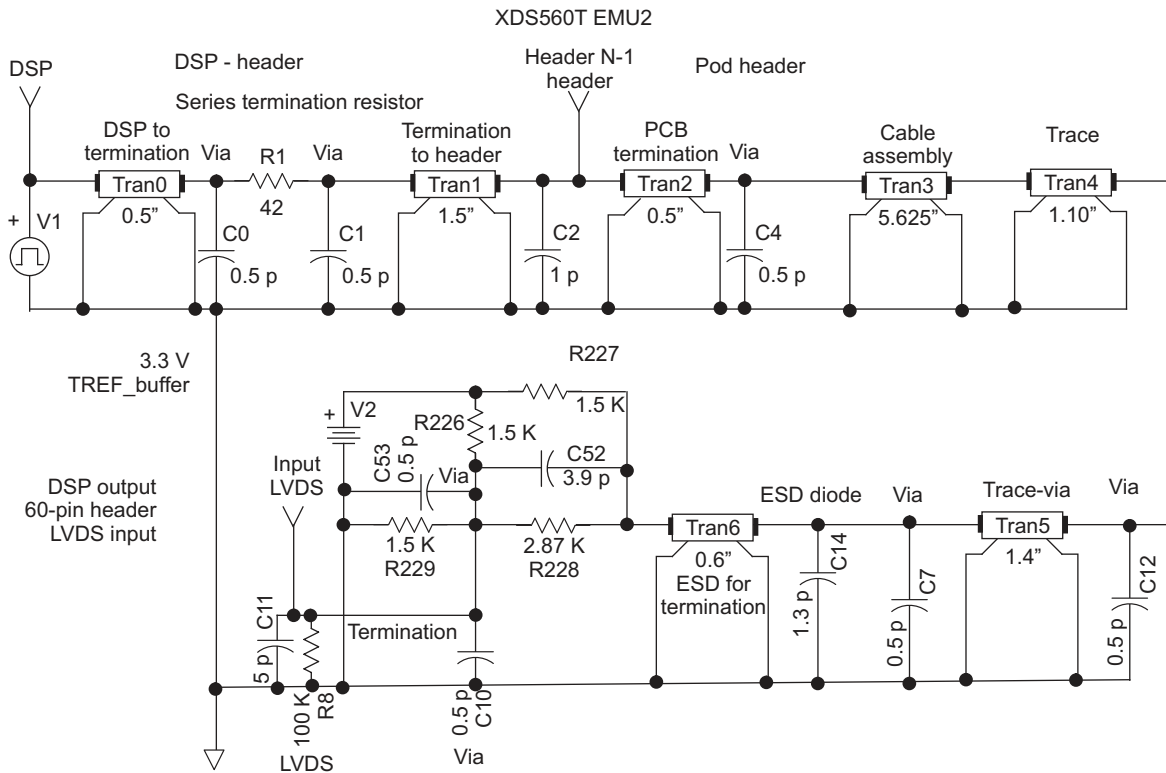 XDS560T EMU2
DSP
DSP - header
Header N-1
header
Pod header
Series termination resistor
DSP to
termination
Via
R1
Via
Termination
to header
PCB
termination
Via
Cable
assembly
Trace
Tran0
Tran1
Tran2
Tran3
Tran4
0.5”
42
1.5”
0.5”
5.625”
1.10”
+
V1
C0
0.5 p
C1
0.5 p
C2
1 p
C4
0.5 p
3.3 V
TREF_buffer
R227
1.5 K
+
V2
R226
1.5 K
C53
0.5 p
Via
C52
3.9 p
Input
LVDS
DSP output
60-pin header
LVDS input
1.5 K
R229
2.87 K
R228
ESD diode
Via
Trace-via
Via
Tran6
Tran5
0.6”
ESD for
termination
1.4”
C14
1.3 p
C7
0.5 p
C12
0.5 p
C11
5 p
Termination
100 K
R8
LVDS
0.5 p
C10
Via